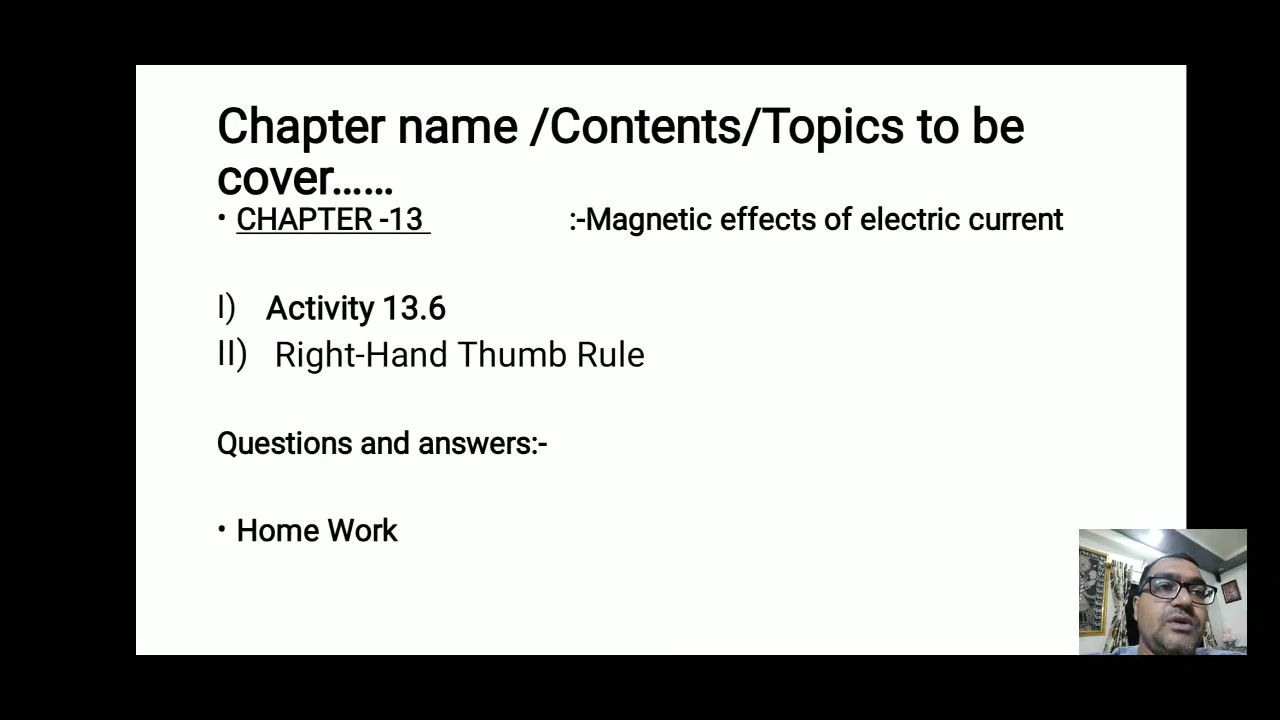 Chapter name /Contents/Topics to be
cover......
• CHAPTER -13 :-Magnetic effects of electric current
I) Activity 13.6
II) Right-Hand Thumb Rule
Questions and answers:-
• Home Work